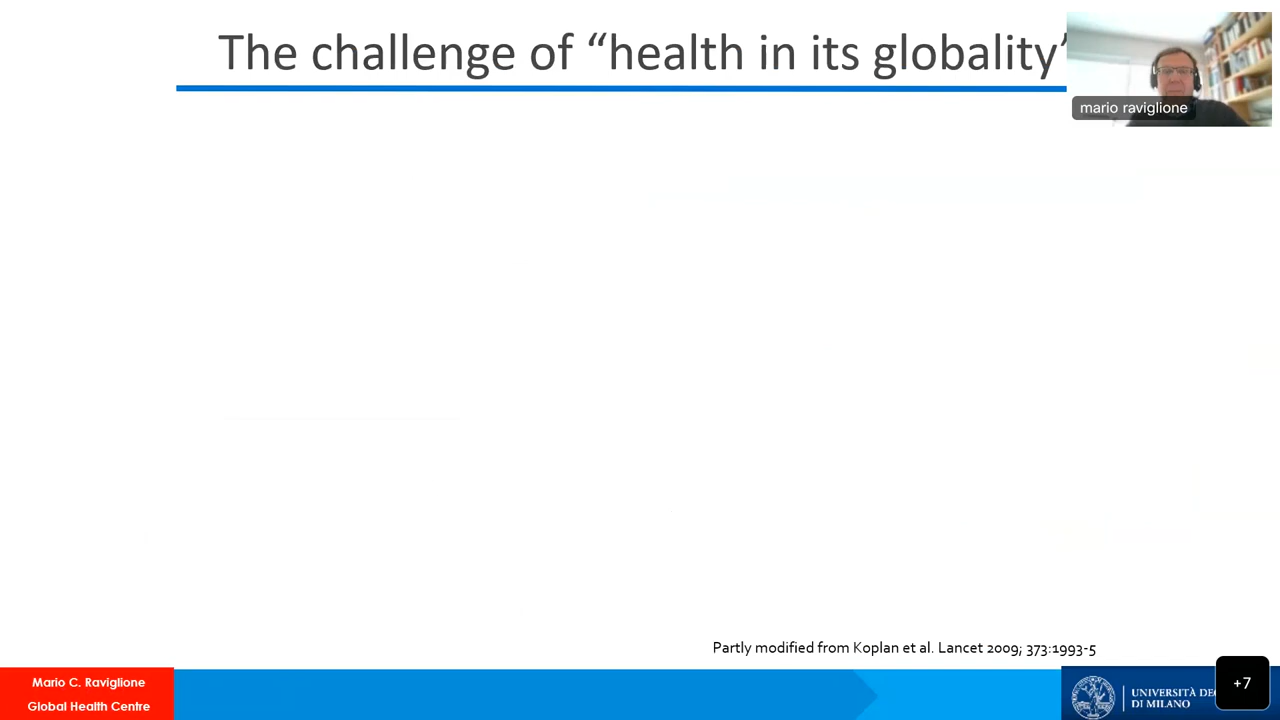 The challenge of “health in its globality”
mario raviglione
Partly modified from Koplan et al. Lancet 2009; 373:1993-5
Mario C. Raviglione
Global Health Centre
UNIVERSITÀ DE
DI MILANO
+7